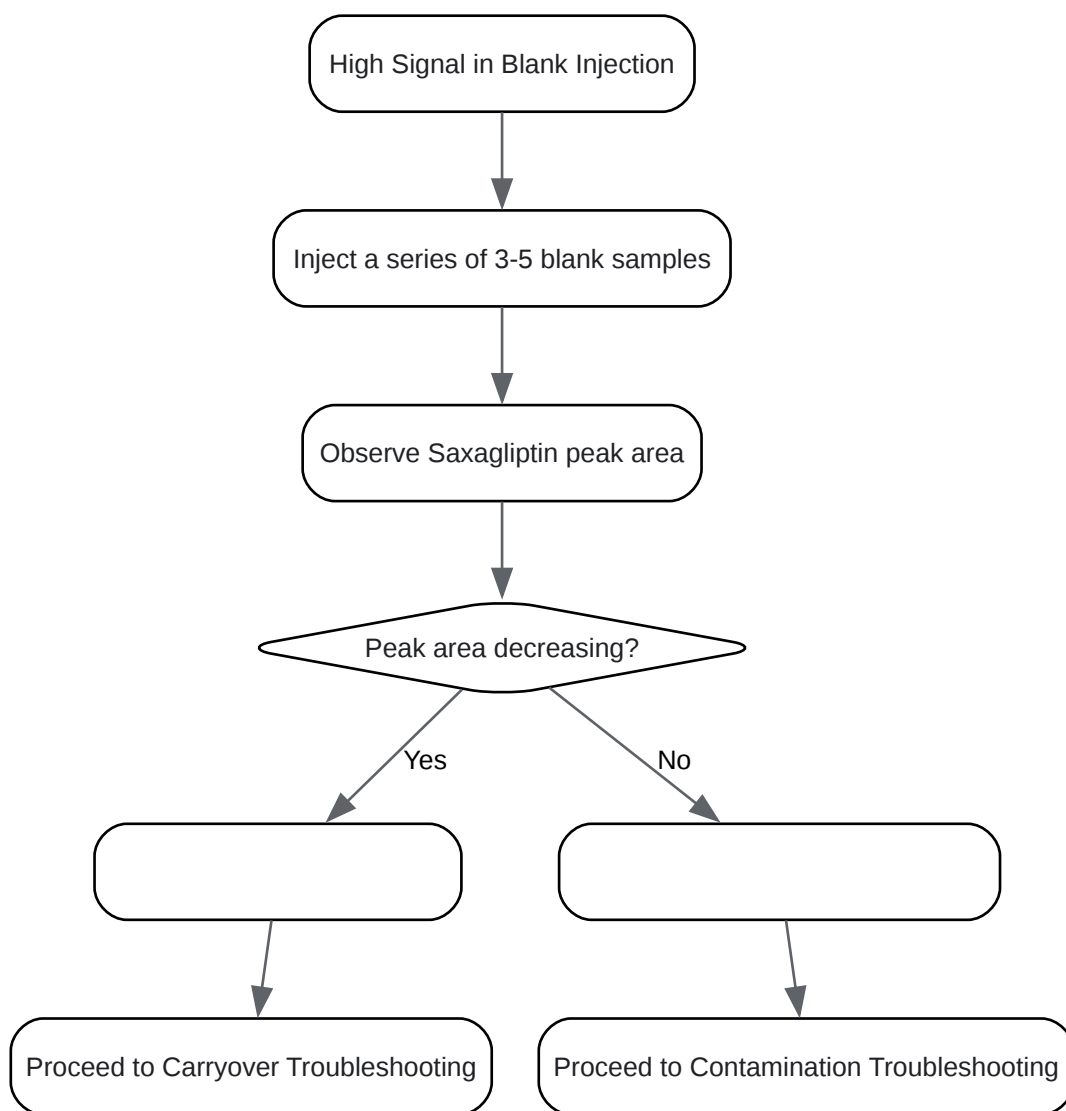 High Signal in Blank Injection
Inject a series of 3-5 blank samples
Observe Saxagliptin peak area
Peak area decreasing?
Yes
No
Proceed to Carryover Troubleshooting
Proceed to Contamination Troubleshooting